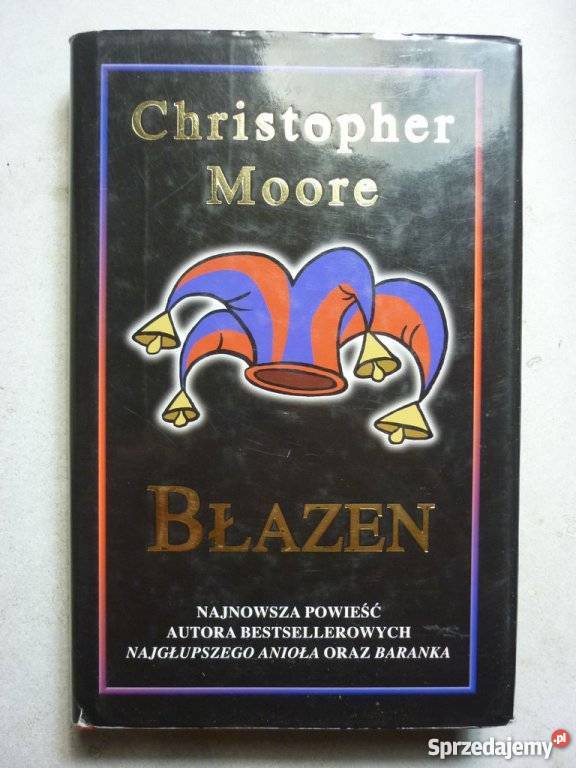 Christopher
Moore
BŁAZEN
NAJNOWSZA POWIEŚĆ
AUTORA BESTSELLEROWYCH
NAJGŁUPSZEGO ANIOŁA ORAZ BARANKA
Sprzedajemy.pl